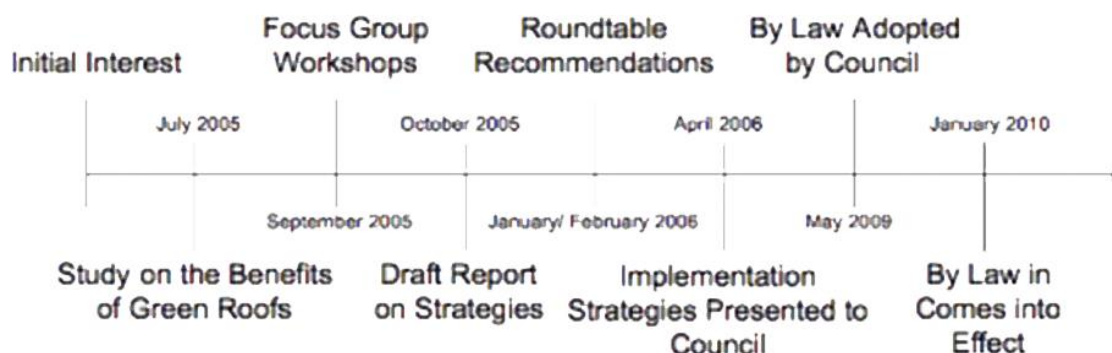 Initial Interest
Focus Group
Workshops
Roundtable
Recommendations
By Law Adopted
by Council
July 2005
October 2005
April 2006
January 2010
September 2005
January/ February 2006
May 2009
Study on the Benefits
of Green Roofs
Draft Report
on Strategies
Implementation
Strategies Presented to
Council
By Law in
Comes into
Effect